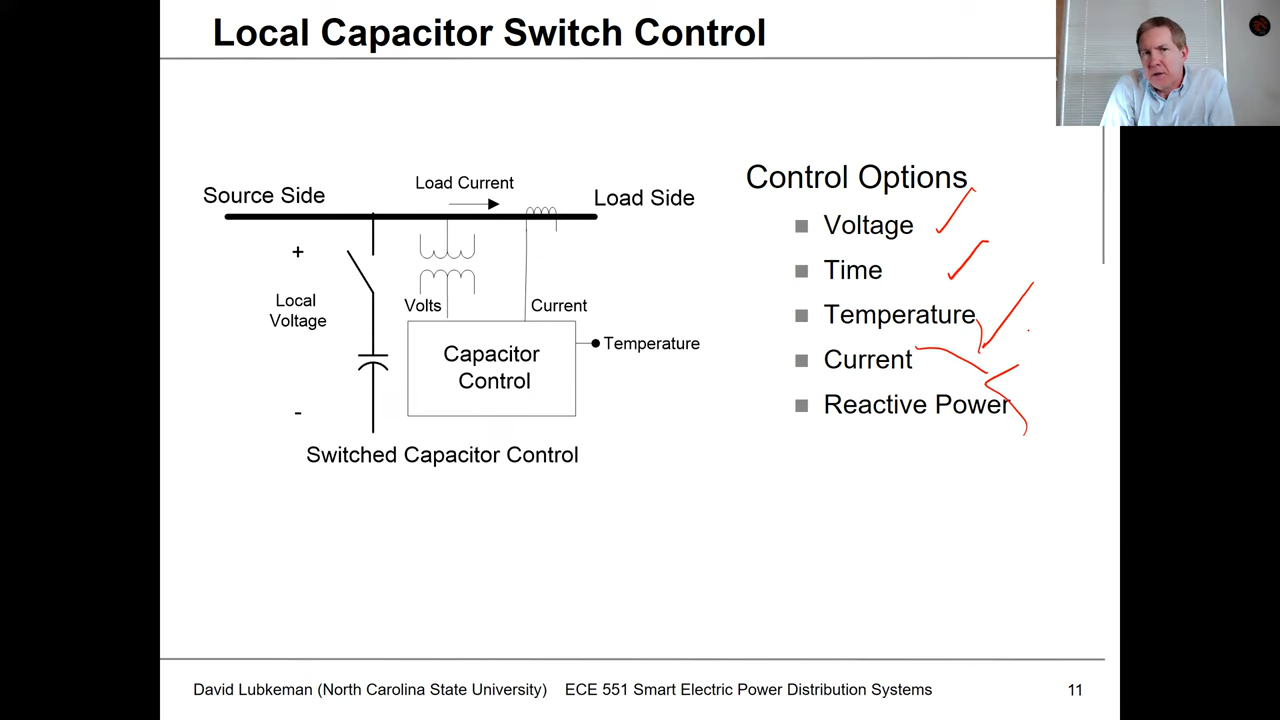 Local Capacitor Switch Control
Source Side
Load Current
Load Side
+
Local
Voltage
-
Volts
Current
Capacitor
Control
Temperature
Switched Capacitor Control
Control Options
Voltage
Time
Temperature
Current
Reactive Power
David Lubkeman (North Carolina State University)
ECE 551 Smart Electric Power Distribution Systems
11